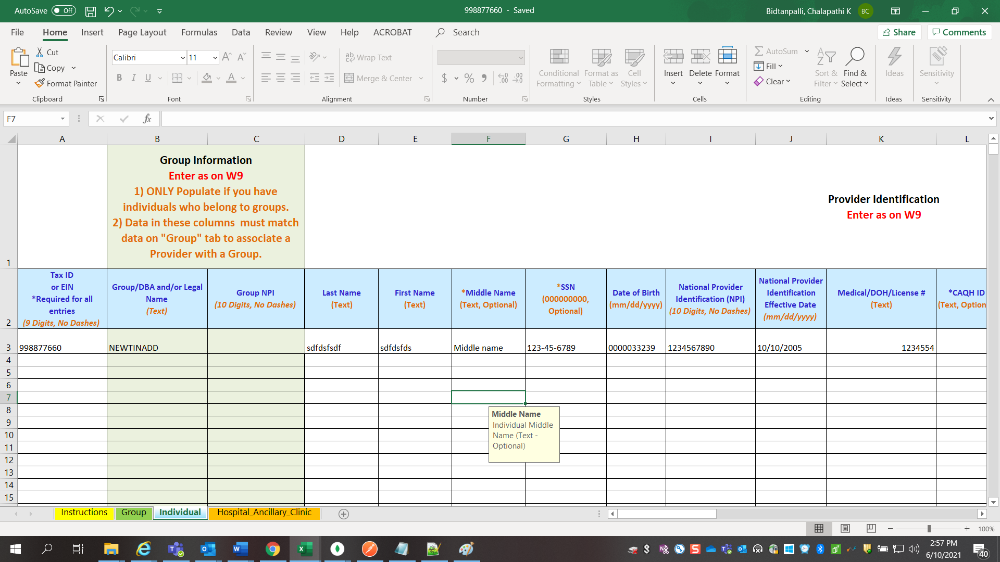 AutoSave Off
998877660 - Saved
Bidtanpalli, Chalapathi K BC
File Home Insert Page Layout Formulas Data Review View Help ACROBAT Search Share Comments
Paste
Cut
Copy
Format Painter
Clipboard
Calibri 11
B I U
Font
Wrap Text
Merge & Center
Alignment
$ %
Number
Conditional Formatting
Format as Table
Cell Styles
Styles
Insert
Delete
Format
Cells
AutoSum
Fill
Clear
Sort & Filter
Find & Select
Editing
Ideas
Ideas
Sensitivity
Sensitivity
F7
fx
A B C D E F G H I J K L
1
Group Information
Enter as on W9
1) ONLY Populate if you have
individuals who belong to groups.
2) Data in these columns must match
data on "Group" tab to associate a
Provider with a Group.
Provider Identification
Enter as on W9
2
Tax ID
or EIN
*Required for all
entries
(9 Digits, No Dashes)
Group/DBA and/or Legal
Name
(Text)
Group NPI
(10 Digits, No Dashes)
Last Name
(Text)
First Name
(Text)
*Middle Name
(Text, Optional)
*SSN
(000000000,
Optional)
Date of Birth
(mm/dd/yyyy)
National Provider
Identification (NPI)
(10 Digits, No Dashes)
National Provider
Identification
Effective Date
(mm/dd/yyyy)
Medical/DOH/License #
(Text)
*CAQH ID
(Text, Option
3 998877660 NEWTINADD sdfdsfsdf sdfdsfds Middle name 123-45-6789 0000033239 1234567890 10/10/2005 1234554
4
5
6
7
8
9
10
11
12
13
14
15
Middle Name
Individual Middle
Name (Text -
Optional)
Instructions Group Individual Hospital_Ancillary_Clinic
100%
2:57 PM
6/10/2021
40